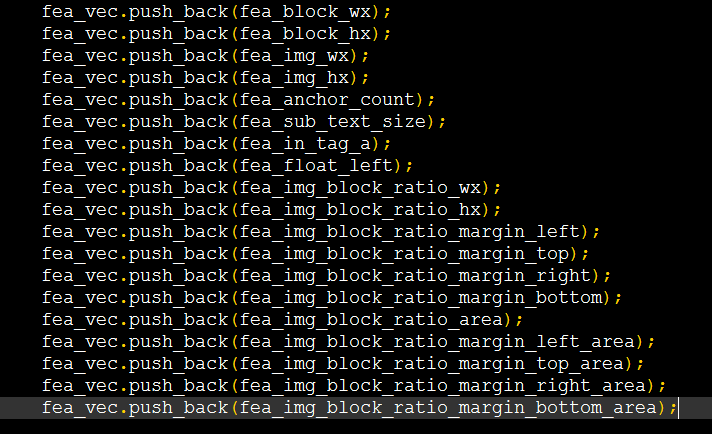 fea_vec.push_back(fea_block_wx);
fea_vec.push_back(fea_block_hx);
fea_vec.push_back(fea_img_wx);
fea_vec.push_back(fea_img_hx);
fea_vec.push_back(fea_anchor_count);
fea_vec.push_back(fea_sub_text_size);
fea_vec.push_back(fea_in_tag_a);
fea_vec.push_back(fea_float_left);
fea_vec.push_back(fea_img_block_ratio_wx);
fea_vec.push_back(fea_img_block_ratio_hx);
fea_vec.push_back(fea_img_block_ratio_margin_left);
fea_vec.push_back(fea_img_block_ratio_margin_top);
fea_vec.push_back(fea_img_block_ratio_margin_right);
fea_vec.push_back(fea_img_block_ratio_margin_bottom);
fea_vec.push_back(fea_img_block_ratio_area);
fea_vec.push_back(fea_img_block_ratio_margin_left_area);
fea_vec.push_back(fea_img_block_ratio_margin_top_area);
fea_vec.push_back(fea_img_block_ratio_margin_right_area);
fea_vec.push_back(fea_img_block_ratio_margin_bottom_area);